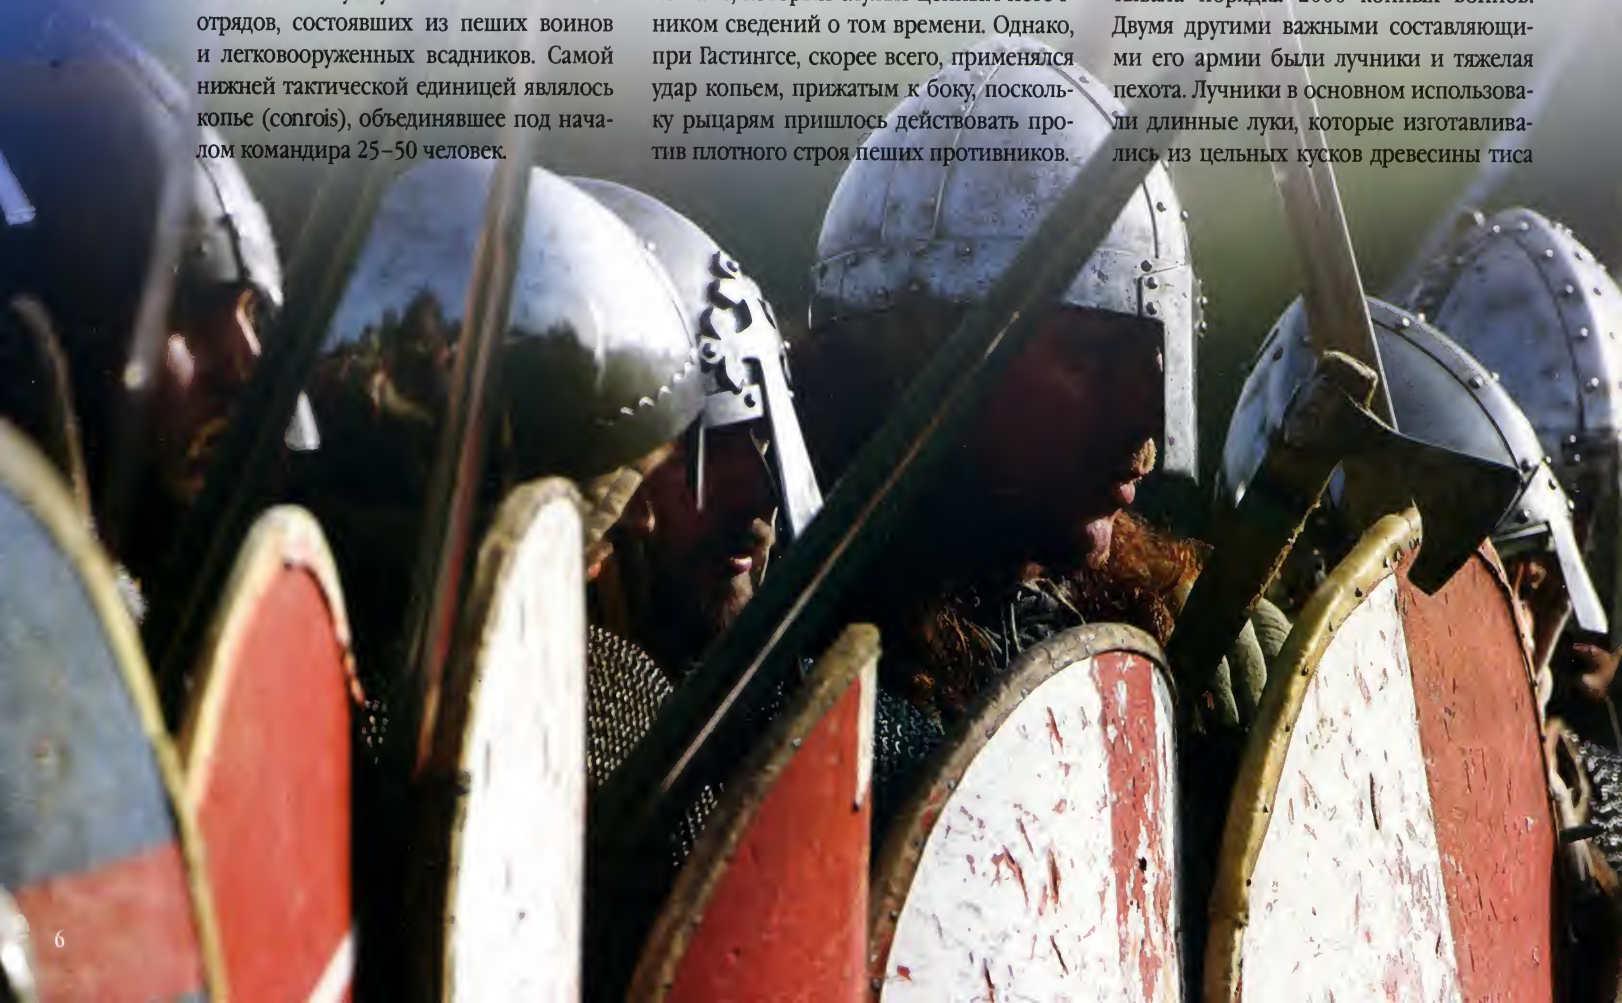 отрядов, состоявших из пеших воинов
и легковооруженных всадников. Самой
нижней тактической единицей являлось
копье (conrois), объединявшее под нача-
лом командира 25–50 человек.
ником сведений о том времени. Однако,
при Гастингсе, скорее всего, применялся
удар копьем, прижатым к боку, посколь-
ку рыцарям пришлось действовать про-
тив плотного строя пеших противников.
Двумя другими важными составляющи-
ми его армии были лучники и тяжелая
пехота. Лучники в основном использова-
ли длинные луки, которые изготавлива-
лись из цельных кусков древесины тиса
6